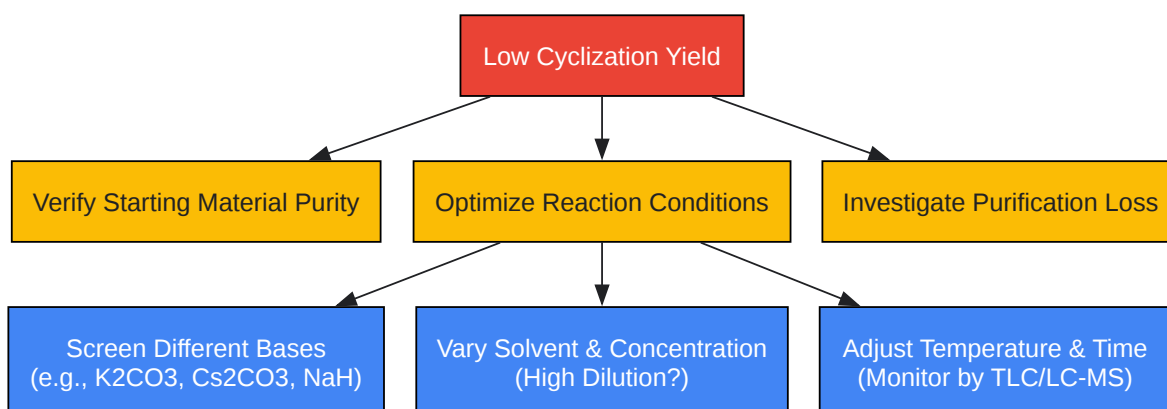 Low Cyclization Yield
Verify Starting Material Purity
Optimize Reaction Conditions
Investigate Purification Loss
Screen Different Bases
(e.g., K2CO3, Cs2CO3, NaH)
Vary Solvent & Concentration
(High Dilution?)
Adjust Temperature & Time
(Monitor by TLC/LC-MS)